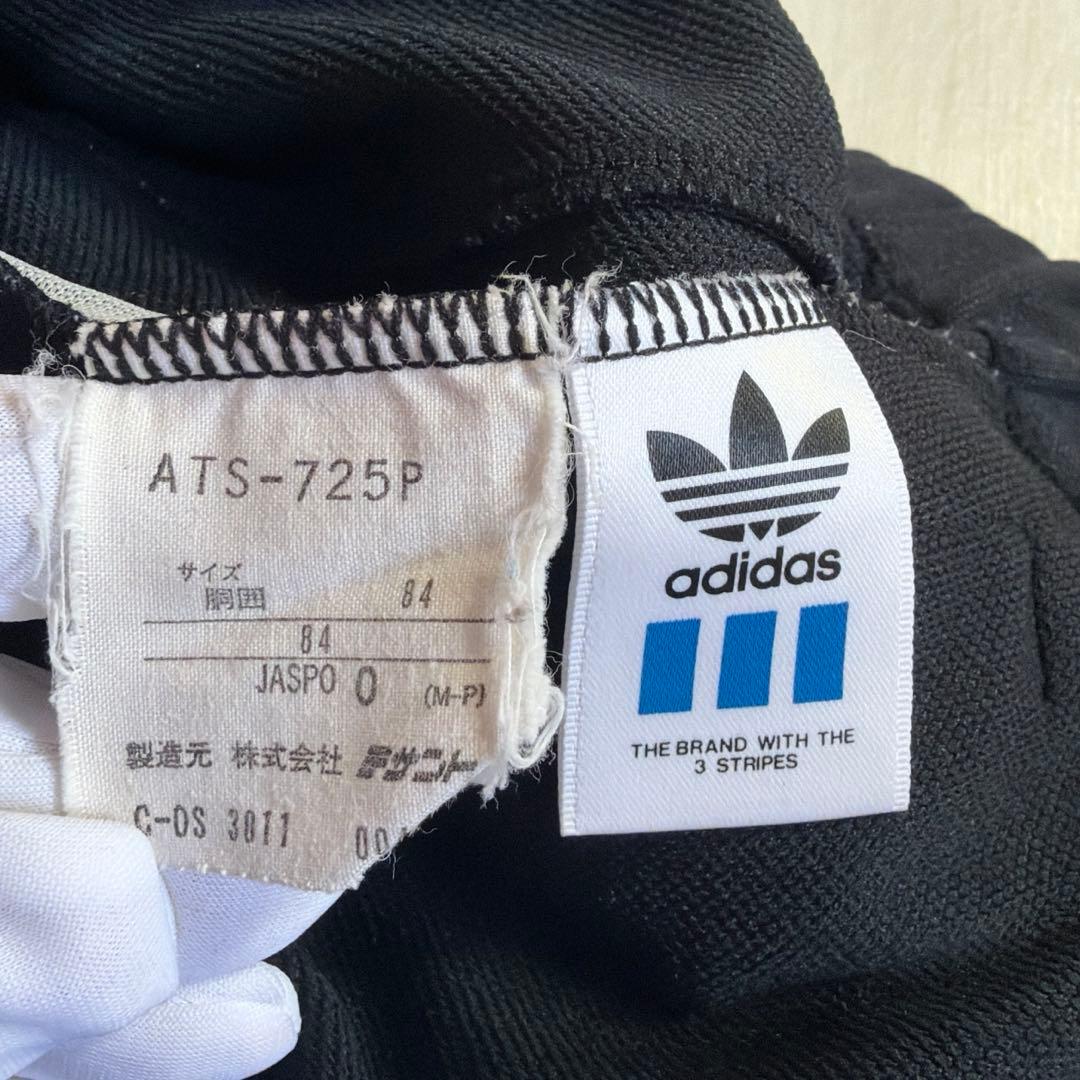 ATS-725P
サイズ
胴囲 84
84
JASPO O (M-P)
製造元 株式会社 デサント
C-OS 3011 00
adidas
THE BRAND WITH THE
3 STRIPES